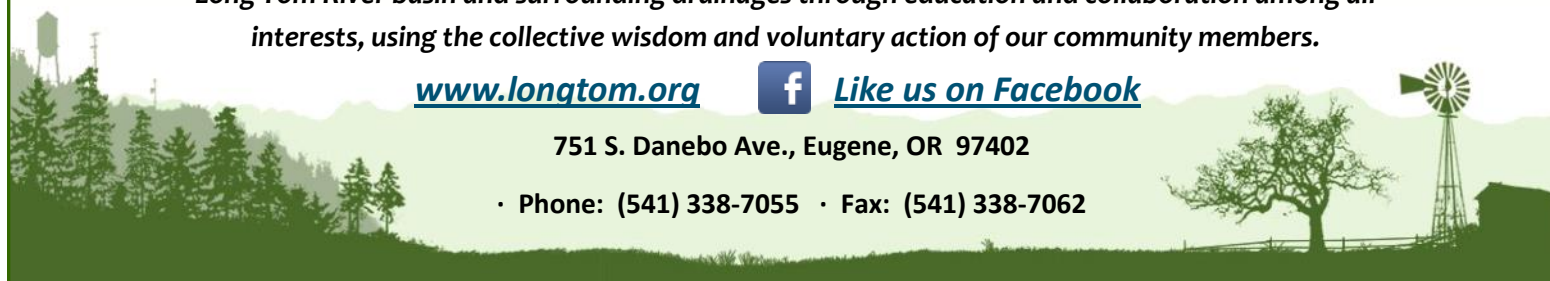 Long Tom River basin and surrounding drainages through education and collaboration among all
interests, using the collective wisdom and voluntary action of our community members.
www.longtom.org f Like us on Facebook
751 S. Danebo Ave., Eugene, OR 97402
· Phone: (541) 338-7055 · Fax: (541) 338-7062